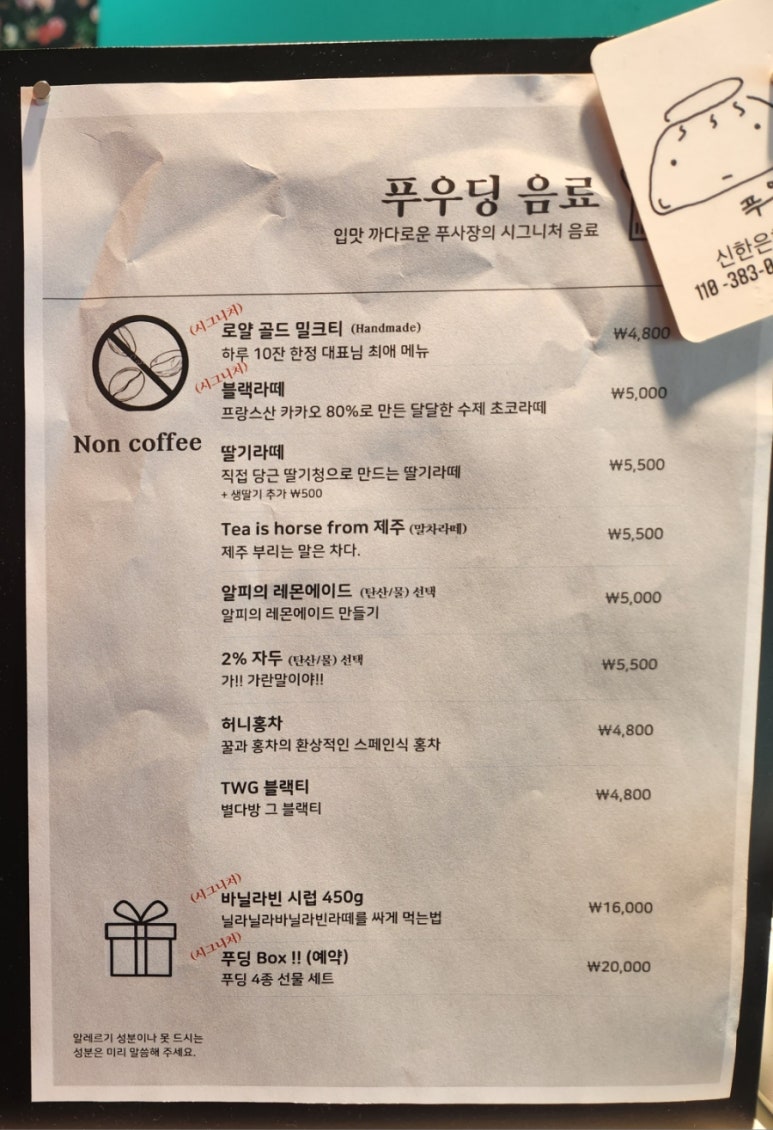 푸우딩 음료
입맛 까다로운 푸사장의 시그니처 음료
신한은
110-383-0
Non coffee
(시그니처)
로얄 골드 밀크티 (Handmade) ₩4,800
하루 10잔 한정 대표님 최애 메뉴
(시그니처)
블랙라떼 ₩5,000
프랑스산 카카오 80%로 만든 달달한 수제 초코라떼
딸기라떼 ₩5,500
직접 당근 딸기청으로 만드는 딸기라떼
+ 생딸기 추가 ₩500
Tea is horse from 제주 (말차라떼) ₩5,500
제주 부리는 말은 차다.
알피의 레몬에이드 (탄산/물) 선택 ₩5,000
알피의 레몬에이드 만들기
2% 자두 (탄산/물) 선택 ₩5,500
가!! 가란말이야!!
허니홍차 ₩4,800
꿀과 홍차의 환상적인 스페인식 홍차
TWG 블랙티 ₩4,800
별다방 그 블랙티
(시그니처)
바닐라빈 시럽 450g ₩16,000
닐라닐라바닐라빈라떼를 싸게 먹는법
(시그니처)
푸딩 Box !! (예약) ₩20,000
푸딩 4종 선물 세트
알레르기 성분이나 못 드시는
성분은 미리 말씀해 주세요.